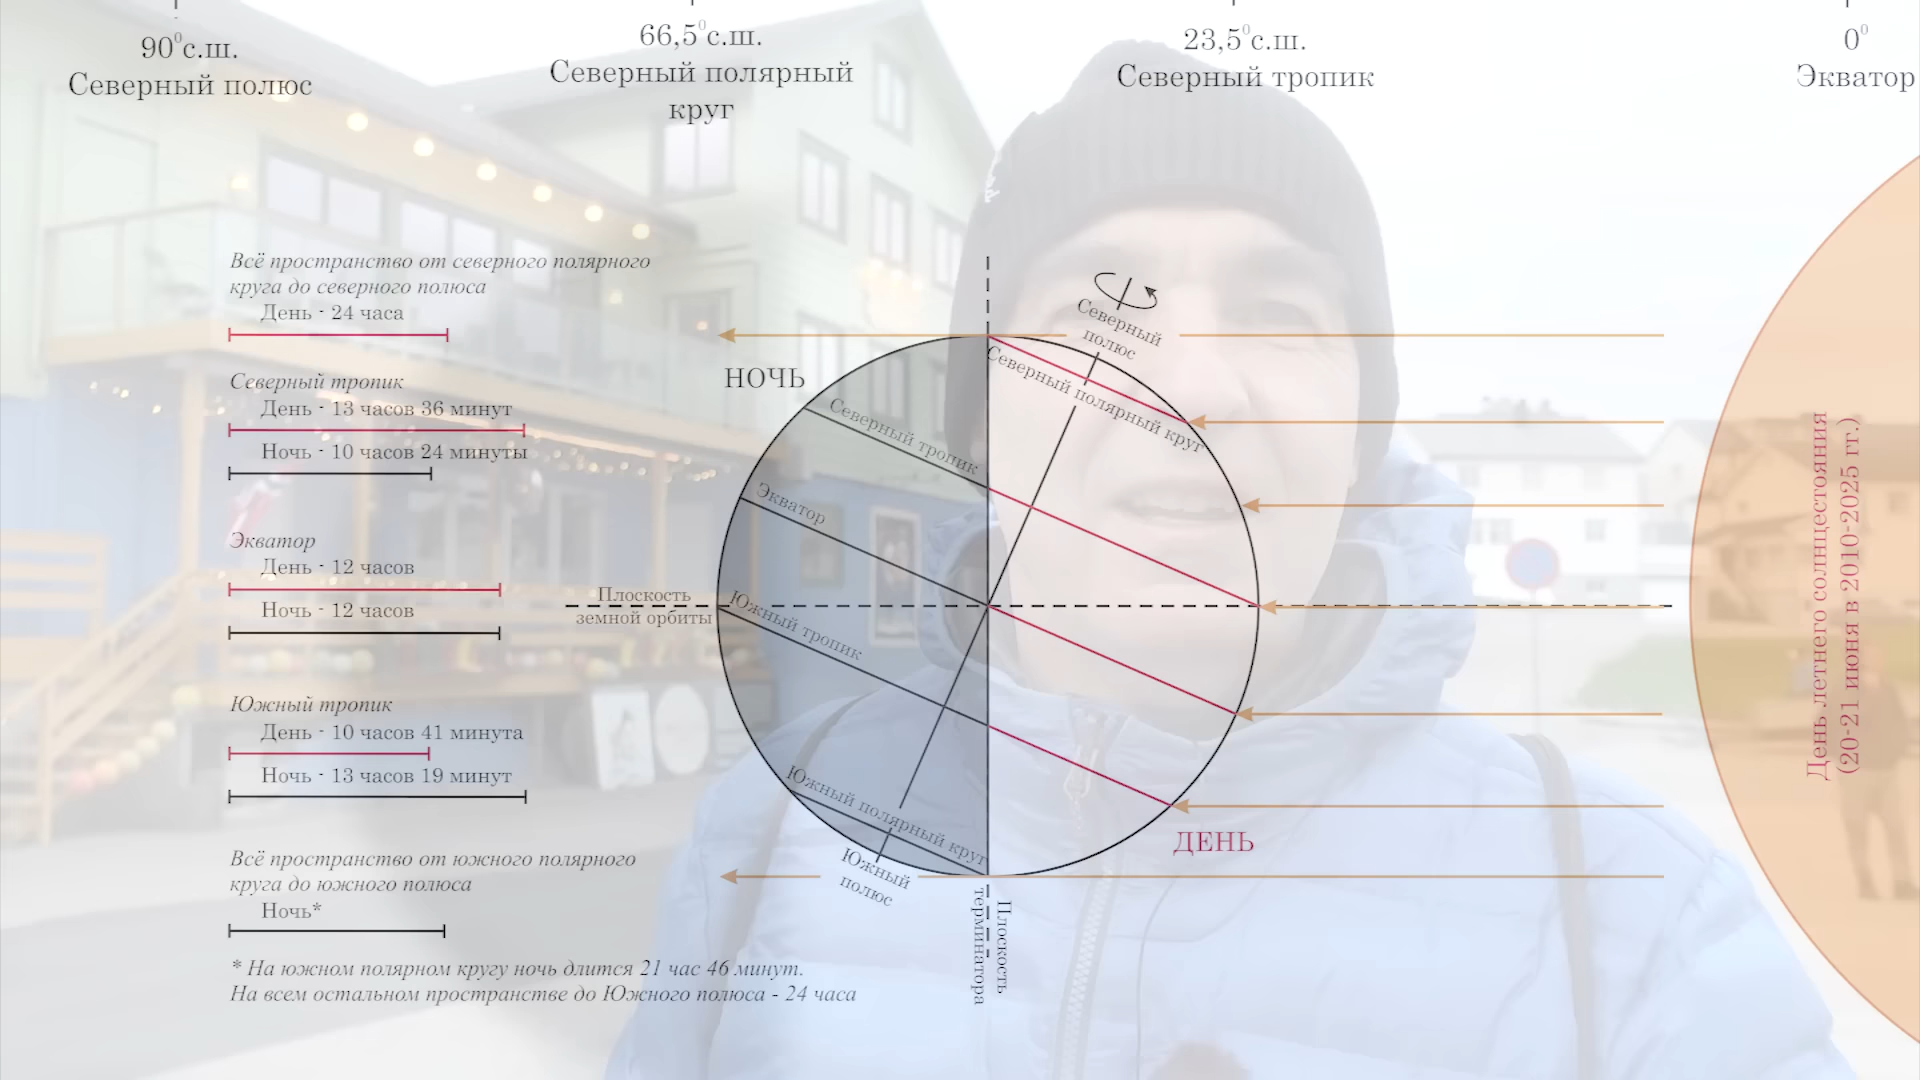 90⁰с.ш.
Северный полюс
66,5⁰с.ш.
Северный полярный
круг
23,5⁰с.ш.
Северный тропик
0⁰
Экватор
Всё пространство от северного полярного
круга до северного полюса
День - 24 часа
Северный тропик
День - 13 часов 36 минут
Ночь - 10 часов 24 минуты
Экватор
День - 12 часов
Ночь - 12 часов
Южный тропик
День - 10 часов 41 минута
Ночь - 13 часов 19 минут
Всё пространство от южного полярного
круга до южного полюса
Ночь*
* На южном полярном кругу ночь длится 21 час 46 минут.
На всем остальном пространстве до Южного полюса - 24 часа
НОЧЬ
Северный
полюс
Северный полярный круг
Северный тропик
Экватор
Плоскость
земной орбиты
Южный тропик
Южный полярный круг
Южный
полюс
ДЕНЬ
Плоскость
терминатора
День летнего солнцестояния
(20-21 июня в 2010-2025 гг.)